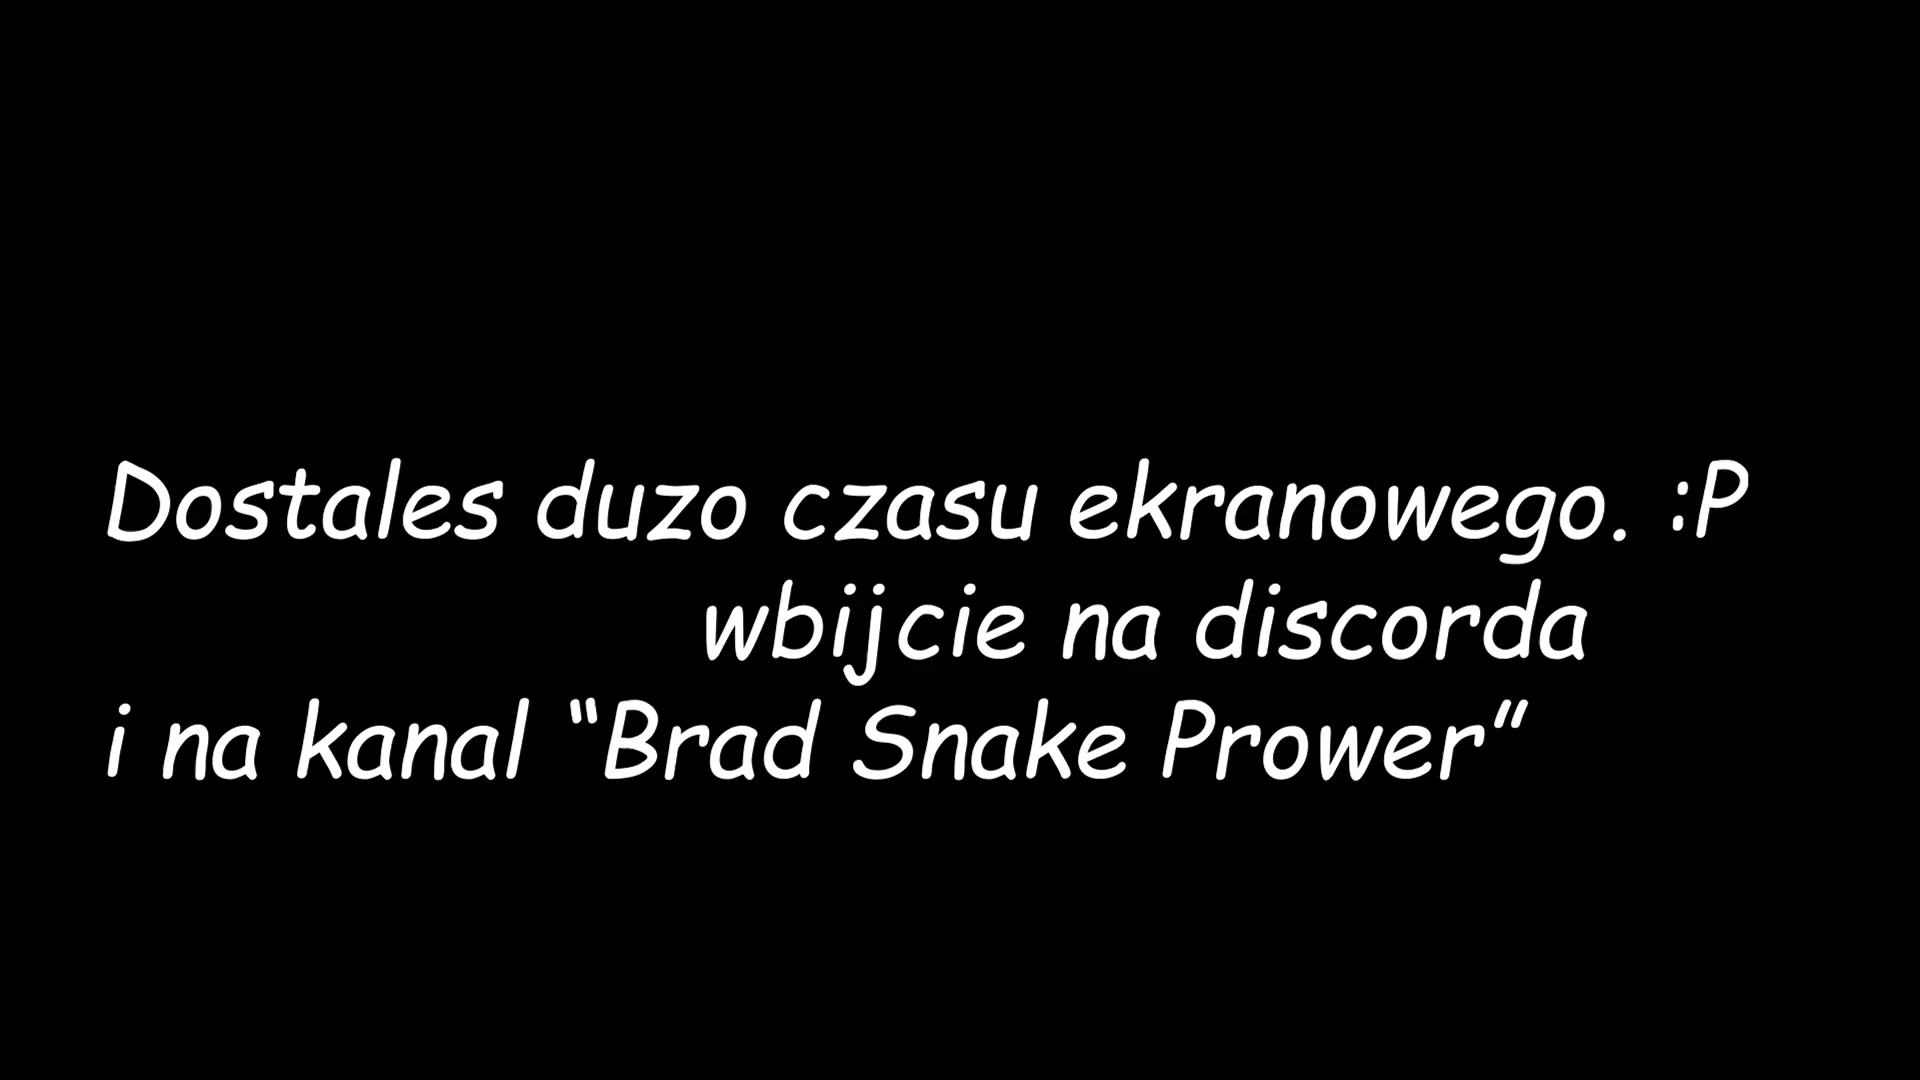 Dostales duzo czasu ekranowego. :P
wbijcie na discorda
i na kanal “Brad Snake Prower”